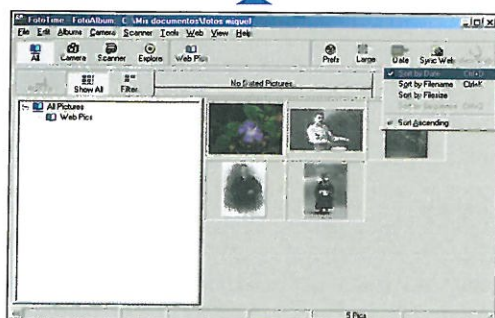 FotoTime - FotoAlbum C:\Mis documentos\fotos miquel
File Edit Albums Camera Scanner Tools Web View Help
All Camera Scanner Explore Web Pics Prefs Large Date Sync Web
Show All Filter No Dated Pictures
Sort by Date Ctrl+D
Sort by Filename Ctrl+K
Sort by Filesize
Sort Ascending
All Pictures
Web Pics
5 Pics